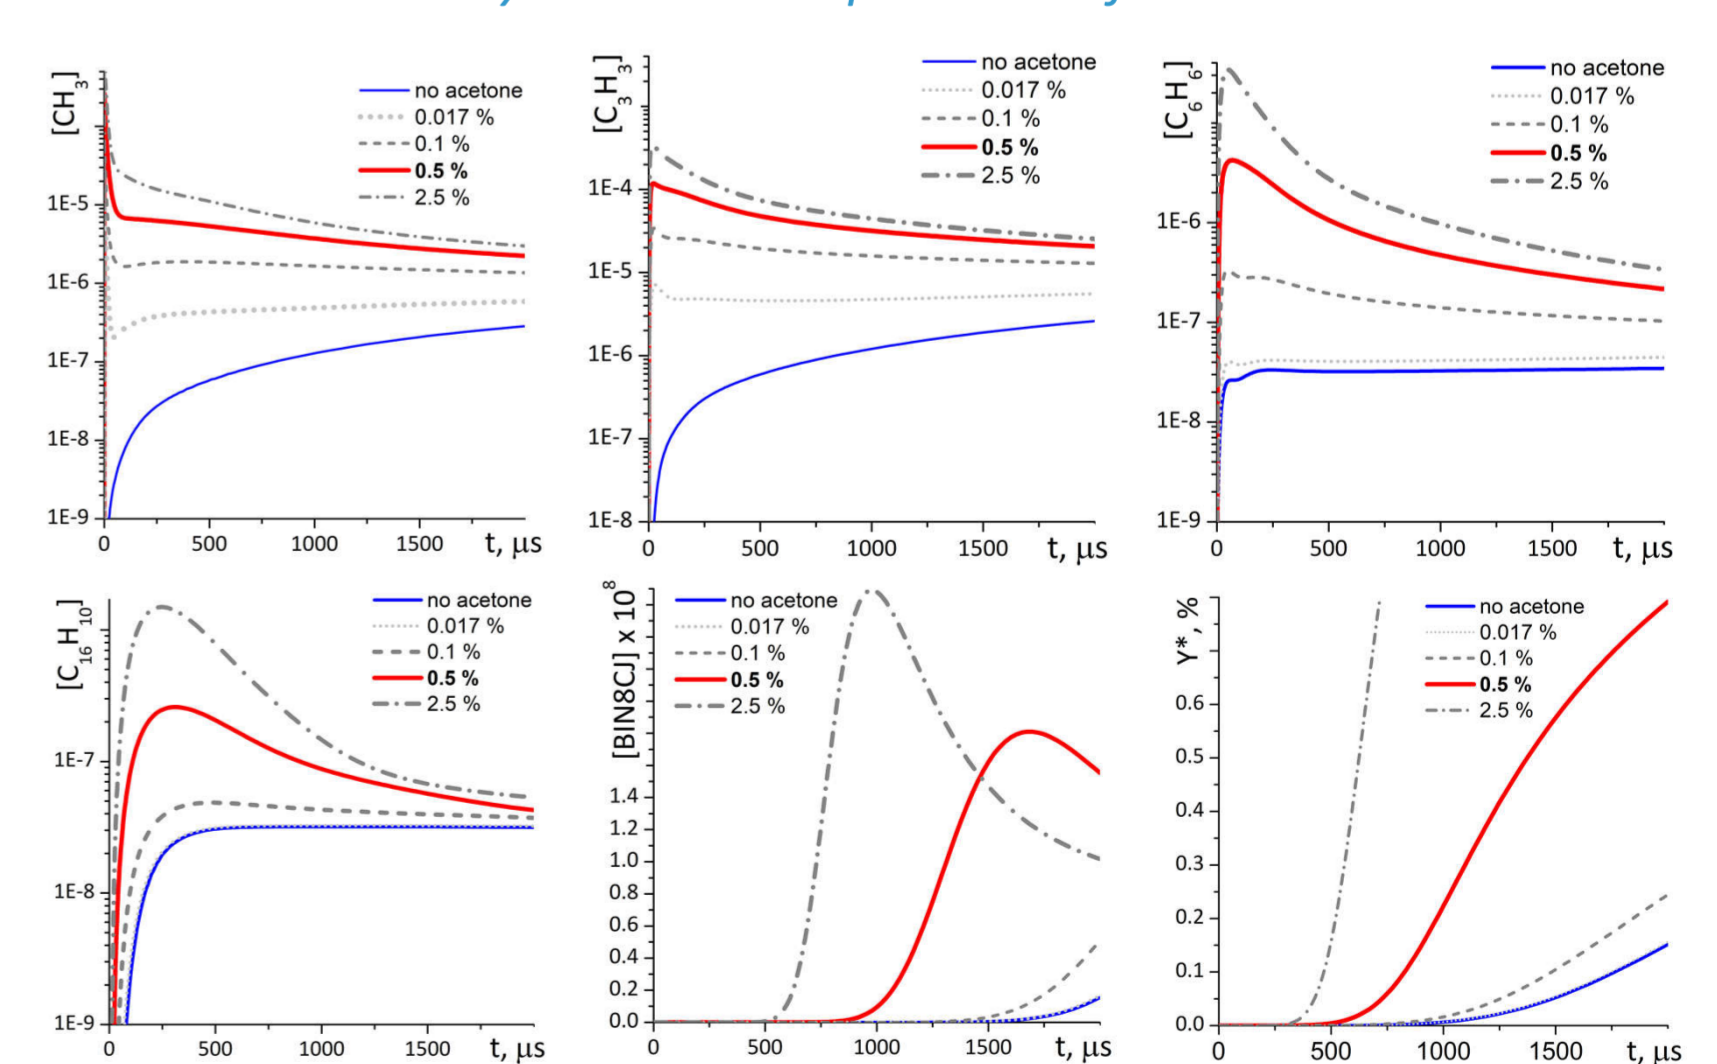 [CH3]
no acetone
0.017 %
0.1 %
0.5 %
2.5 %
1E-5
1E-6
1E-7
1E-8
1E-9
0 500 1000 1500 t, μs
[C3H3]
no acetone
0.017 %
0.1 %
0.5 %
2.5 %
1E-4
1E-5
1E-6
1E-7
1E-8
0 500 1000 1500 t, μs
[C6H6]
no acetone
0.017 %
0.1 %
0.5 %
2.5 %
1E-6
1E-7
1E-8
1E-9
0 500 1000 1500 t, μs
[C16H10]
no acetone
0.017 %
0.1 %
0.5 %
2.5 %
1E-7
1E-8
1E-9
0 500 1000 1500 t, μs
[BIN8CJ] x 10^8
no acetone
0.017 %
0.1 %
0.5 %
2.5 %
1.4
1.2
1.0
0.8
0.6
0.4
0.2
0.0
0 500 1000 1500 t, μs
Y*, %
no acetone
0.017 %
0.1 %
0.5 %
2.5 %
0.6
0.5
0.4
0.3
0.2
0.1
0.0
0 500 1000 1500 t, μs